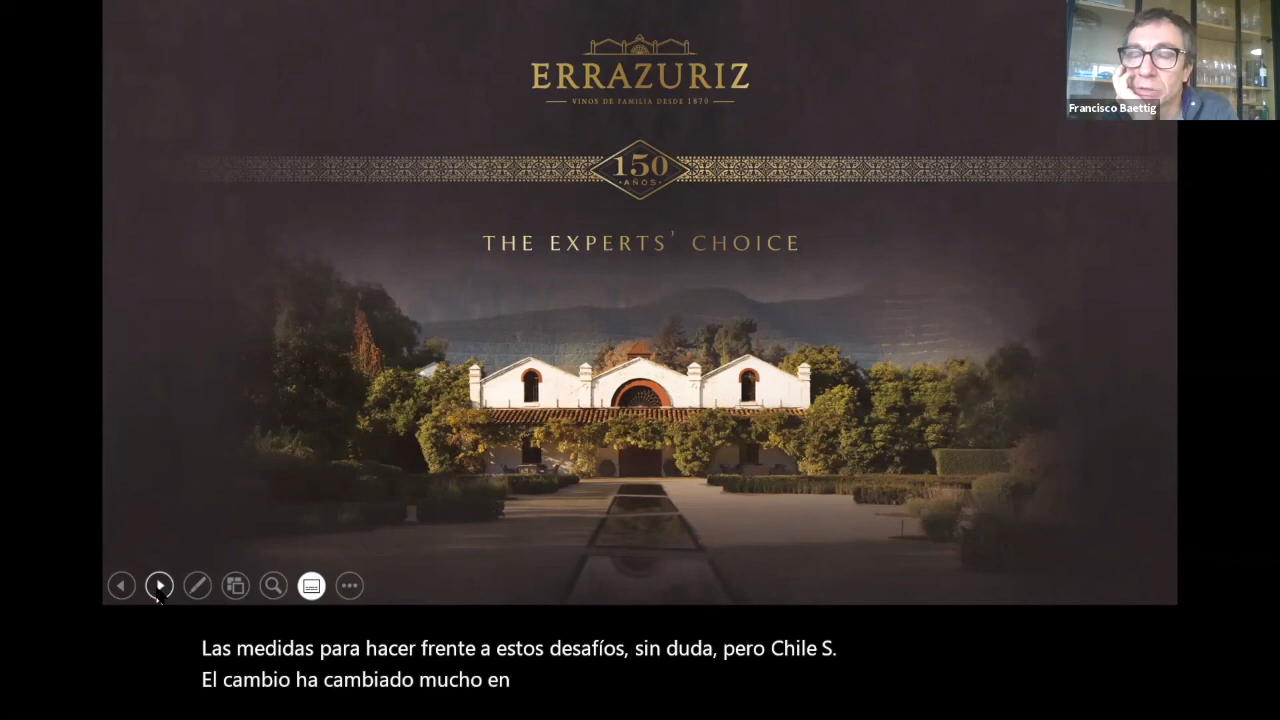 ERRAZURIZ
VINOS DE FAMILIA DESDE 1870
150
AÑOS
THE EXPERTS' CHOICE
Francisco Baettig
Las medidas para hacer frente a estos desafíos, sin duda, pero Chile S.
El cambio ha cambiado mucho en